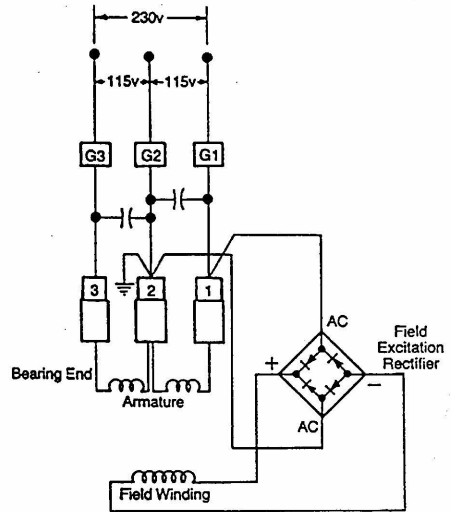 230v
115v 115v
G3 G2 G1
3 2 1
AC
Field
Excitation
Rectifier
+ −
Bearing End
Armature
AC
Field Winding